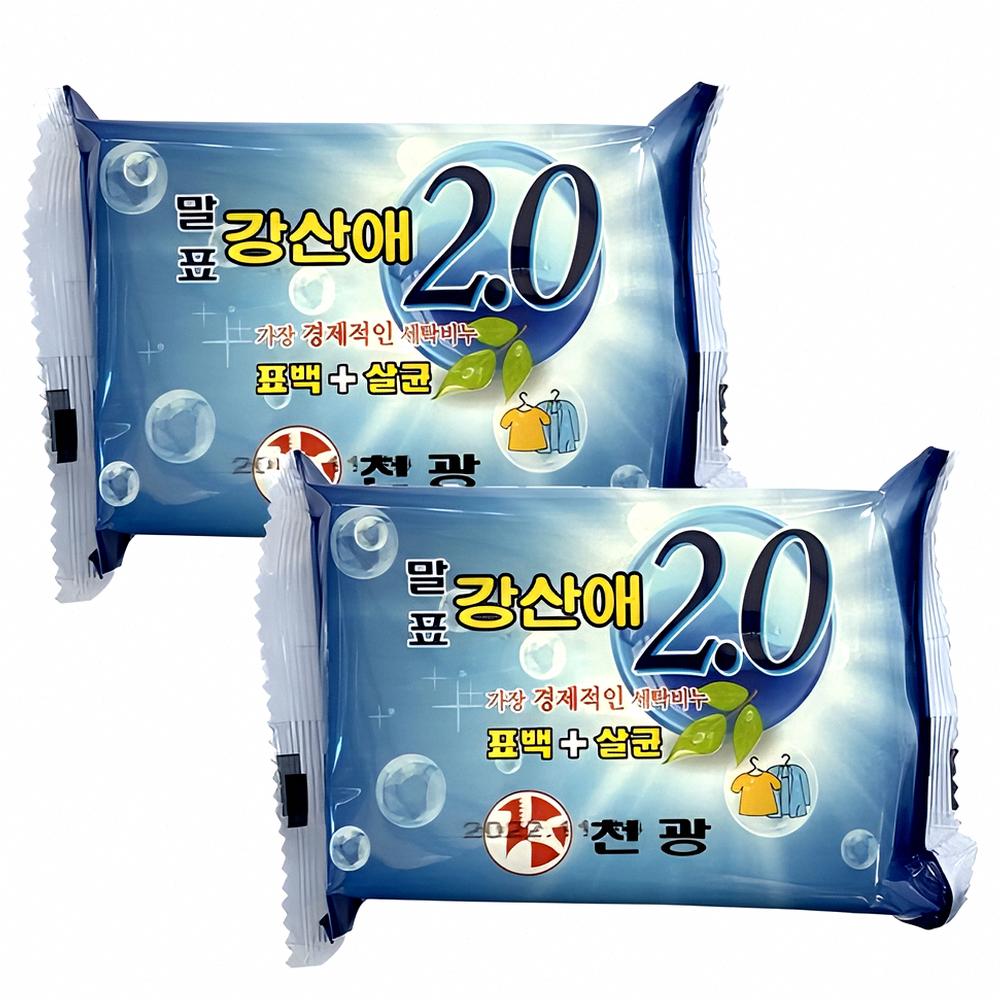 말표 강산애 2.0
가장 경제적인 세탁비누
표백+살균
천광
말표 강산애 2.0
가장 경제적인 세탁비누
표백+살균
천광